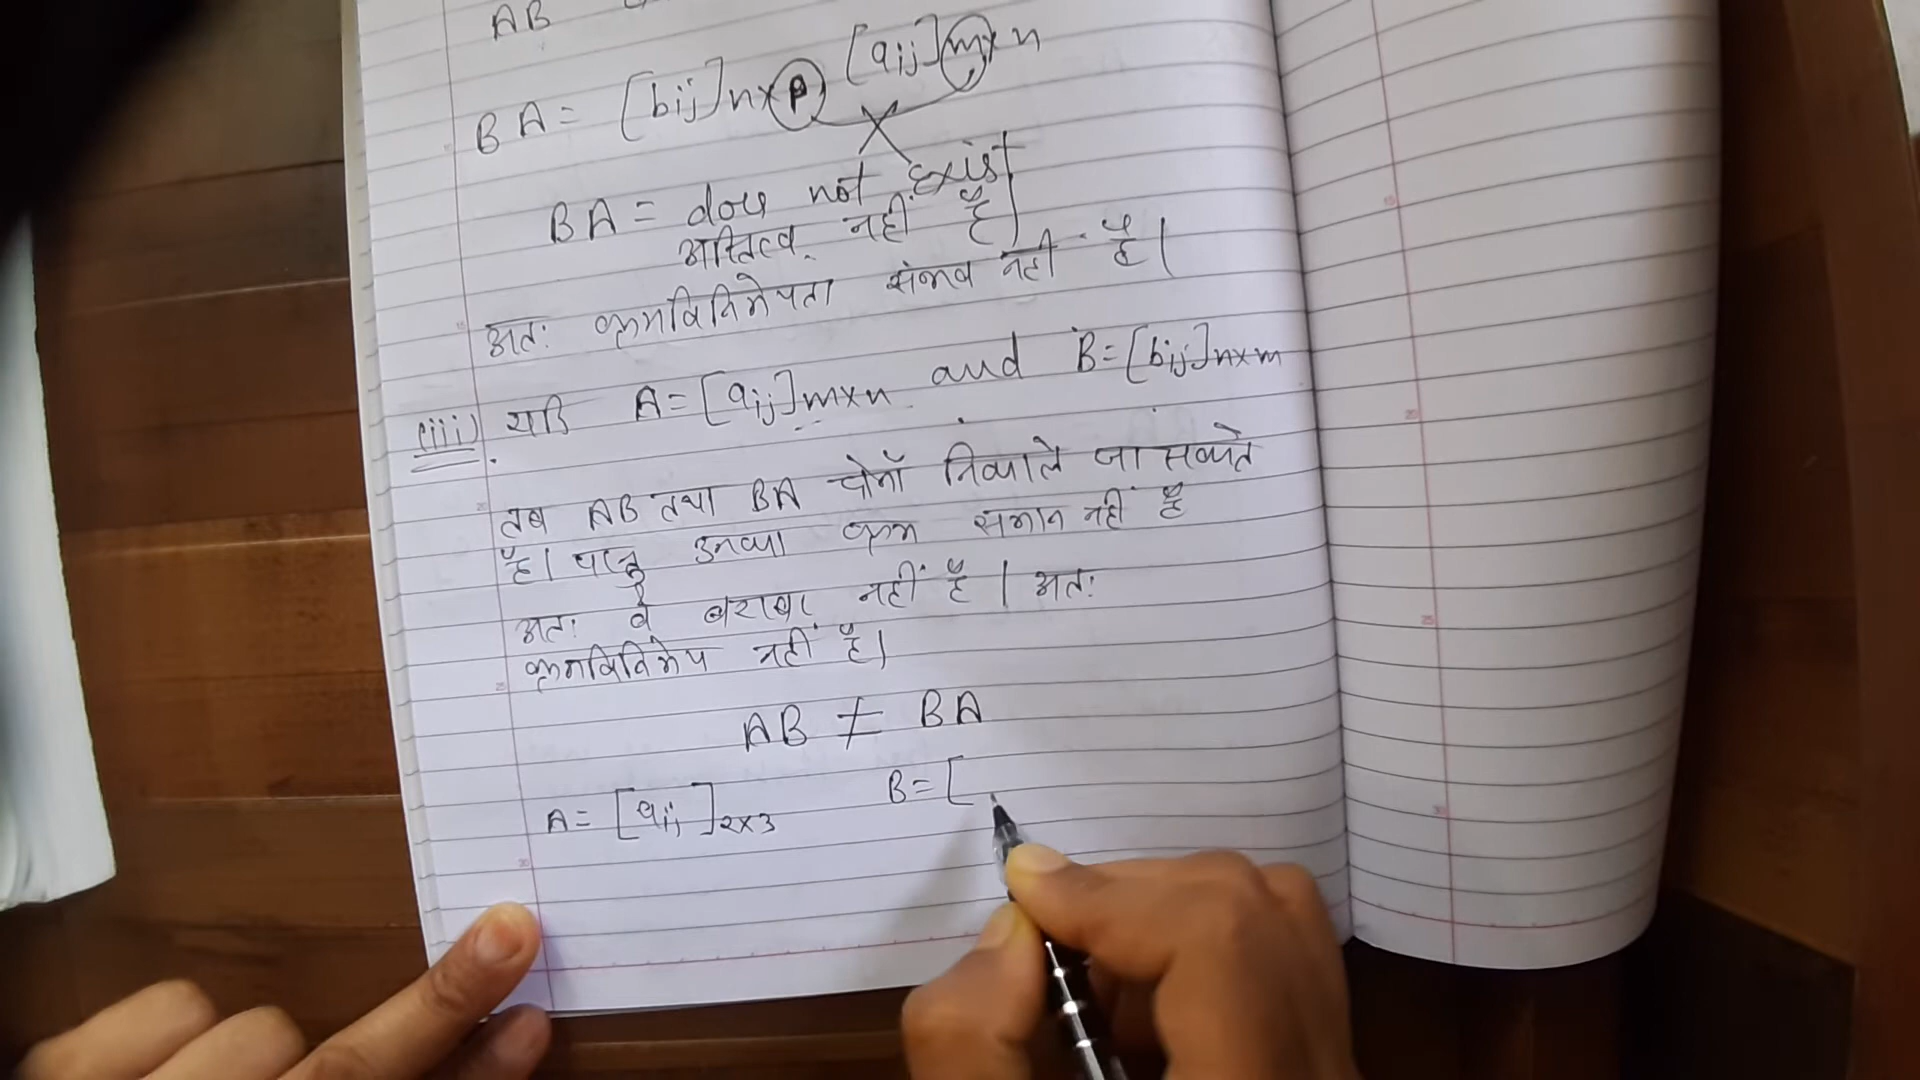 AB
BA = [bij]n×p [aij]m×n
BA = does not exist
अस्तित्व नहीं है।
अतः क्रमविनिमेयता संभव नहीं है।
(iii) यदि A = [aij]m×n and B = [bij]n×m
तब AB तथा BA दोनों निकाले जा सकते
है। परन्तु उनका क्रम समान नहीं है
अतः वे बराबर नहीं है। अतः
क्रमविनिमेय नहीं है।
AB ≠ BA
A = [aij]2×3 B = [